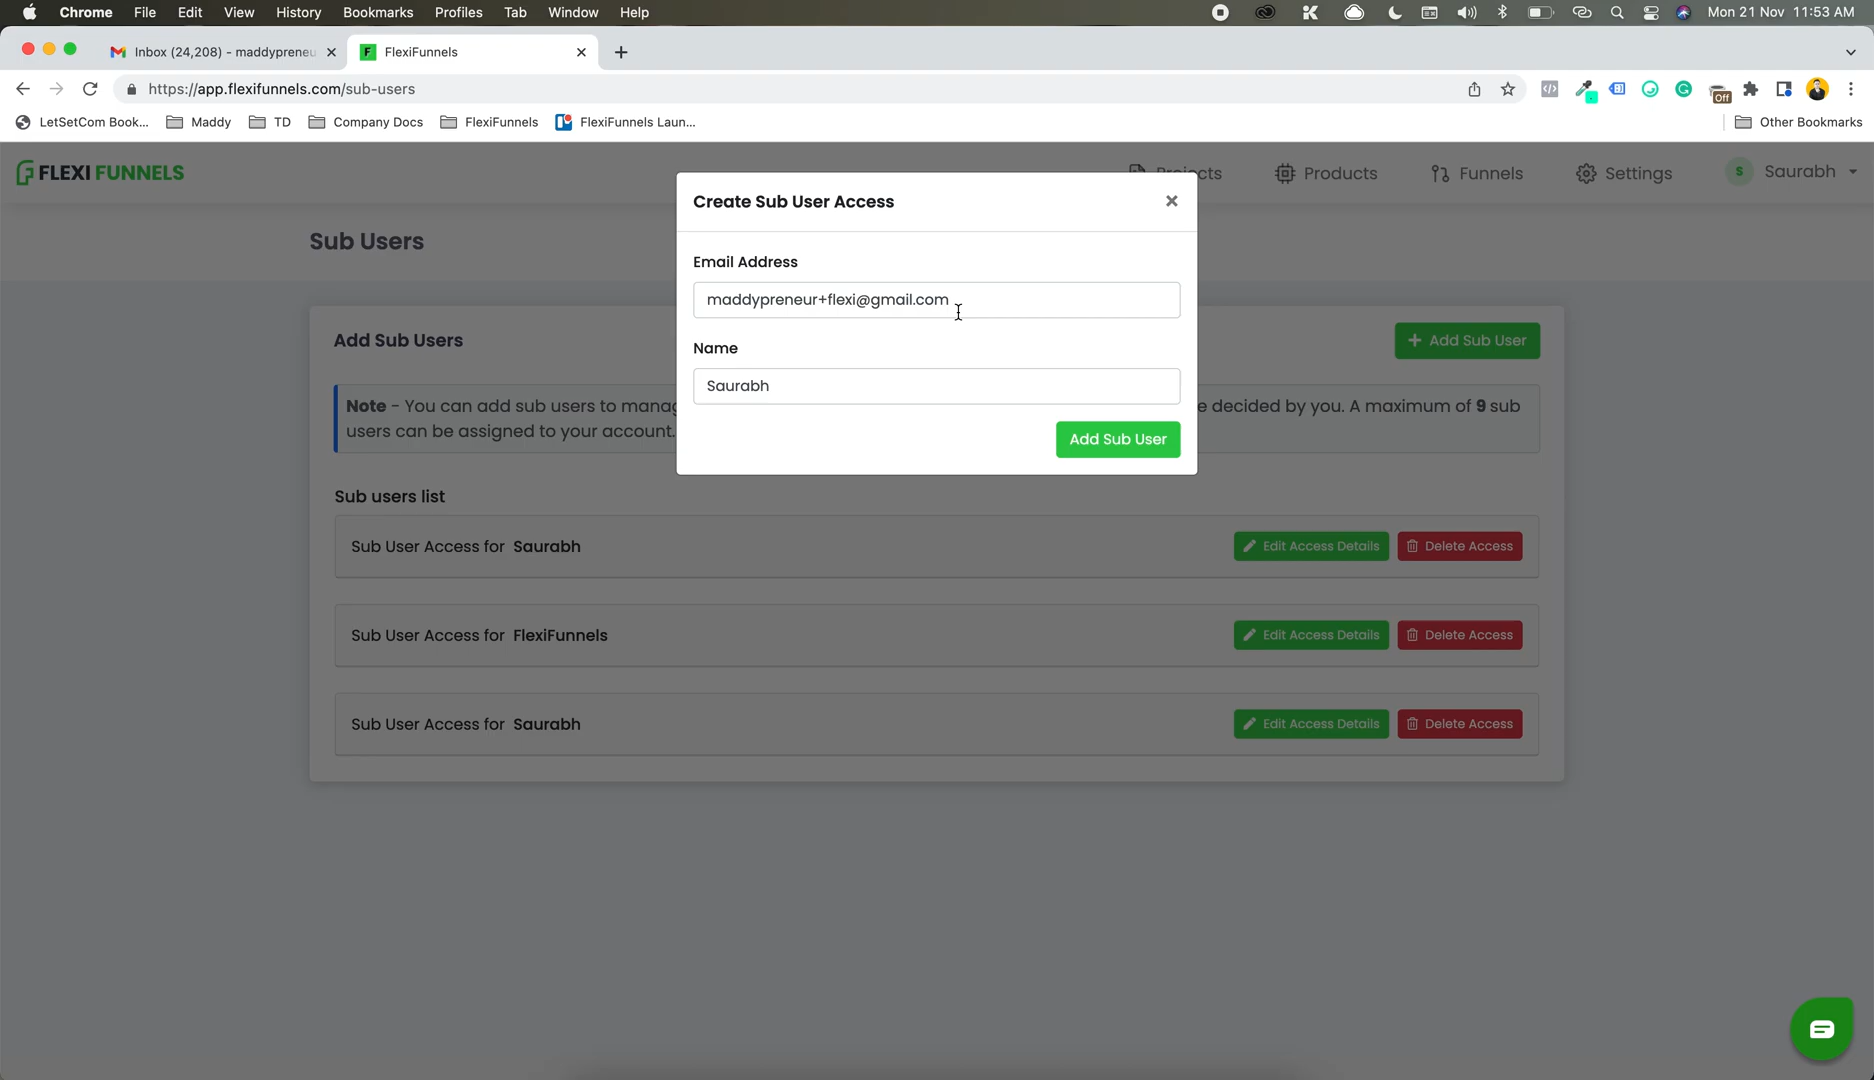 Chrome File Edit View History Bookmarks Profiles Tab Window Help Mon 21 Nov 11:53 AM
Inbox (24,208) - maddypreneu FlexiFunnels
https://app.flexifunnels.com/sub-users
Off
LetSetCom Book... Maddy TD Company Docs FlexiFunnels FlexiFunnels Laun... Other Bookmarks
FLEXI FUNNELS Projects Products Funnels Settings S Saurabh
Create Sub User Access
Sub Users
Email Address
maddypreneur+flexi@gmail.com
Add Sub Users
+ Add Sub User
Name
Saurabh
Note - You can add sub users to manag e decided by you. A maximum of 9 sub
users can be assigned to your account.
Add Sub User
Sub users list
Sub User Access for Saurabh Edit Access Details Delete Access
Sub User Access for FlexiFunnels Edit Access Details Delete Access
Sub User Access for Saurabh Edit Access Details Delete Access